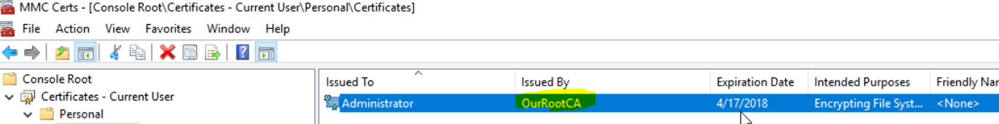 MMC Certs - [Console Root\Certificates - Current User\Personal\Certificates]
File Action View Favorites Window Help
Console Root
Certificates - Current User
Personal
Issued To Issued By Expiration Date Intended Purposes Friendly Nar
Administrator OurRootCA 4/17/2018 Encrypting File Syst... <None>